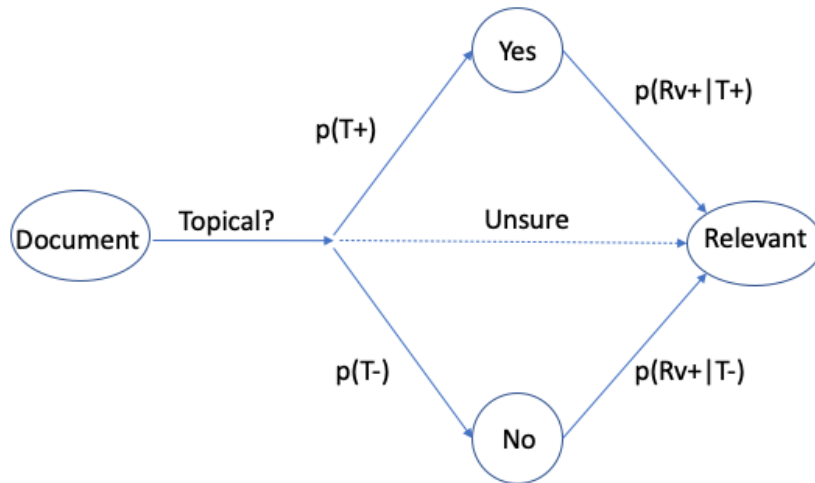 Yes
p(T+)
p(Rv+|T+)
Document
Topical?
Unsure
Relevant
p(T-)
p(Rv+|T-)
No